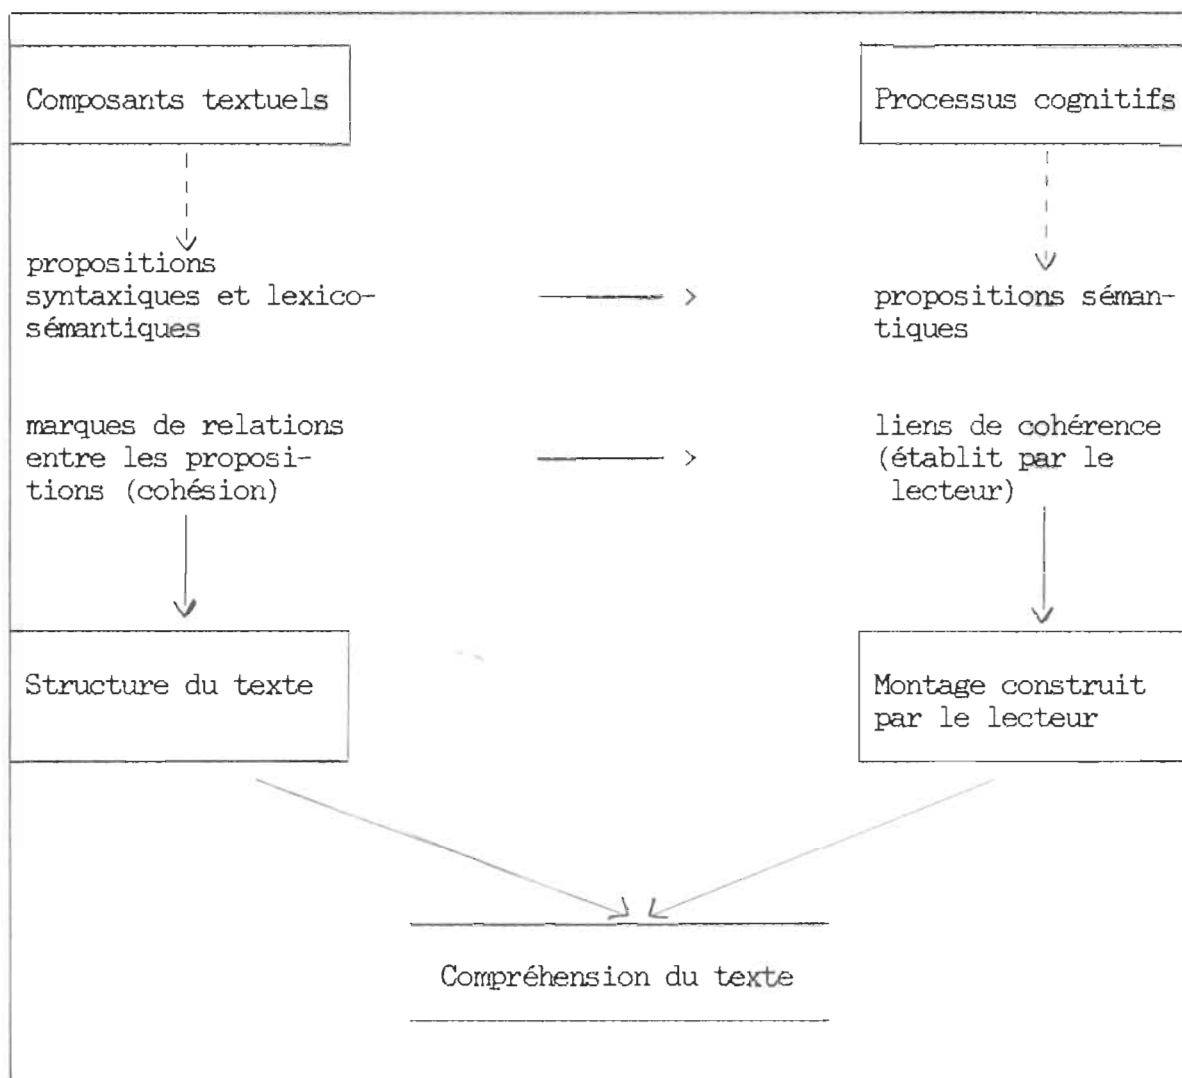 Composants textuels
Processus cognitifs
propositions
syntaxiques et lexico-
sémantiques
propositions séman-
tiques
marques de relations
entre les proposi-
tions (cohésion)
liens de cohérence
(établit par le
lecteur)
Structure du texte
Montage construit
par le lecteur
Compréhension du texte